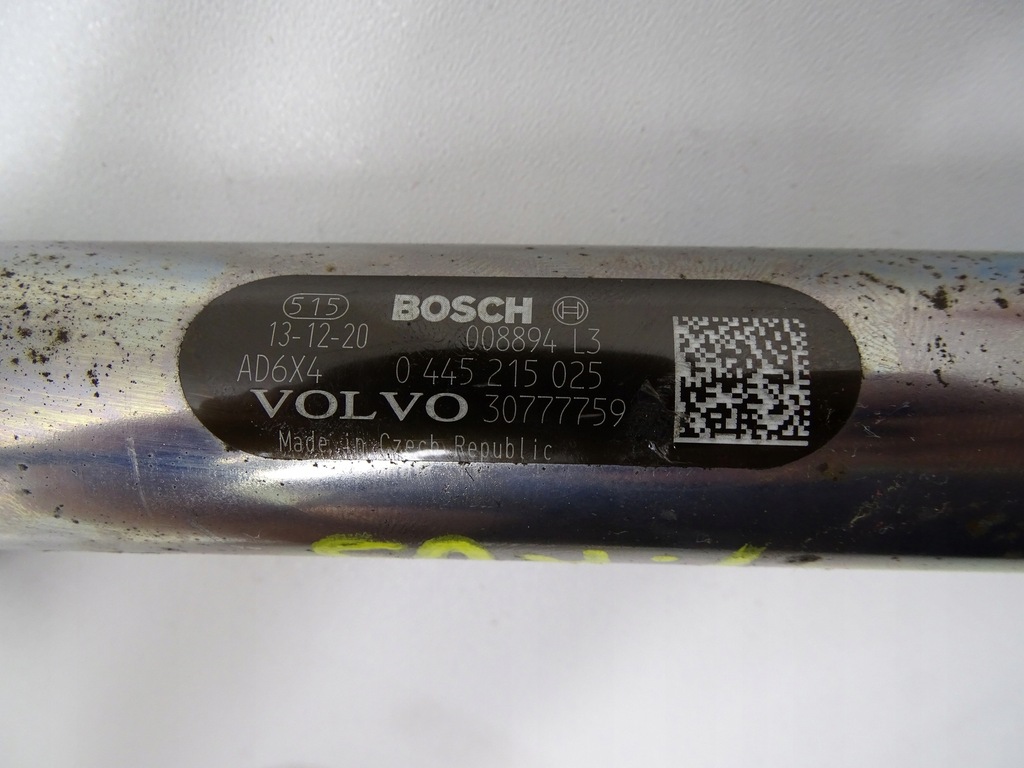 515 BOSCH
13-12-20 008894 L3
AD6X4 0 445 215 025
VOLVO 30777759
Made in Czech Republic